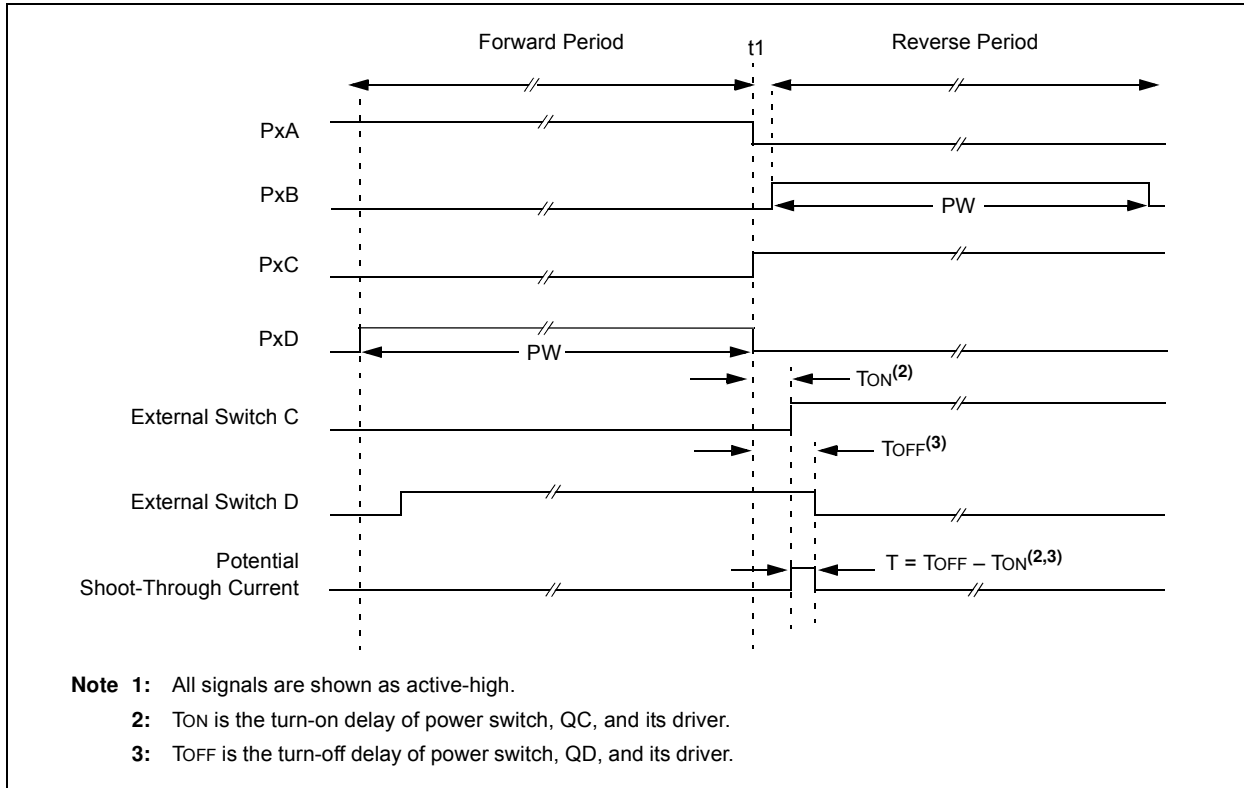 Forward Period
t1
Reverse Period
PxA
PxB
PW
PxC
PxD
PW
TON(2)
External Switch C
TOFF(3)
External Switch D
Potential
Shoot-Through Current
T = TOFF – TON(2,3)
Note 1: All signals are shown as active-high.
2: TON is the turn-on delay of power switch, QC, and its driver.
3: TOFF is the turn-off delay of power switch, QD, and its driver.